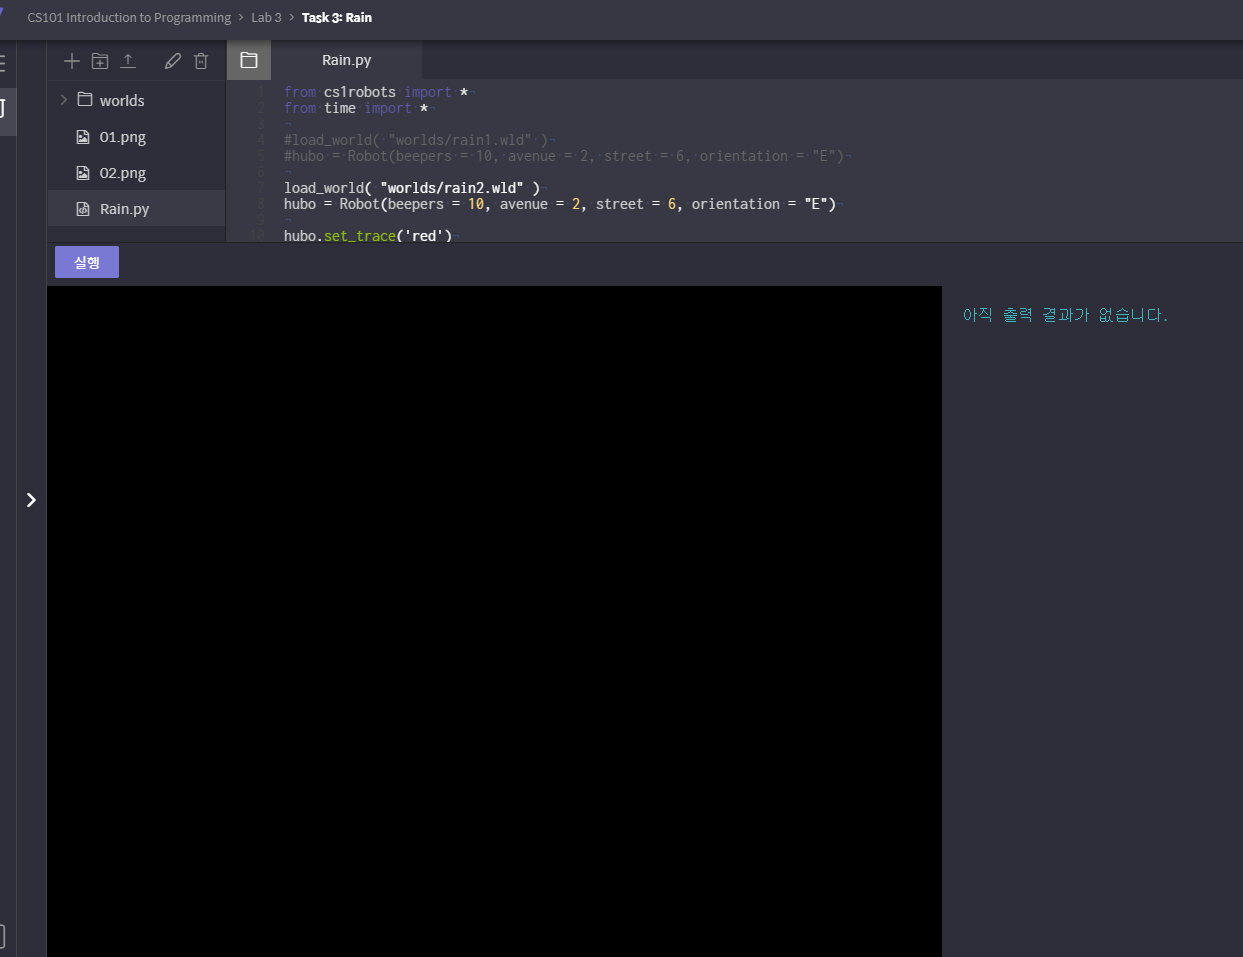 CS101 Introduction to Programming > Lab 3 > Task 3: Rain
Rain.py
worlds
01.png
02.png
Rain.py
1 from cs1robots import *
2 from time import *
3
4 #load_world( "worlds/rain1.wld" )
5 #hubo = Robot(beepers = 10, avenue = 2, street = 6, orientation = "E")
6
7 load_world( "worlds/rain2.wld" )
8 hubo = Robot(beepers = 10, avenue = 2, street = 6, orientation = "E")
9
10 hubo.set_trace('red')
실행
아직 출력 결과가 없습니다.